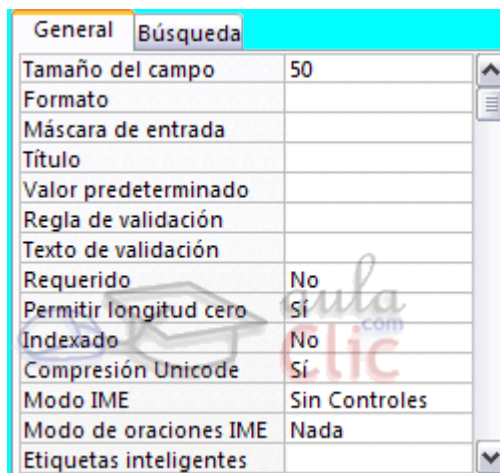 General Búsqueda
Tamaño del campo 50
Formato
Máscara de entrada
Título
Valor predeterminado
Regla de validación
Texto de validación
Requerido No
Permitir longitud cero Sí
Indexado No
Compresión Unicode Sí
Modo IME Sin Controles
Modo de oraciones IME Nada
Etiquetas inteligentes
aula
.com
Clic